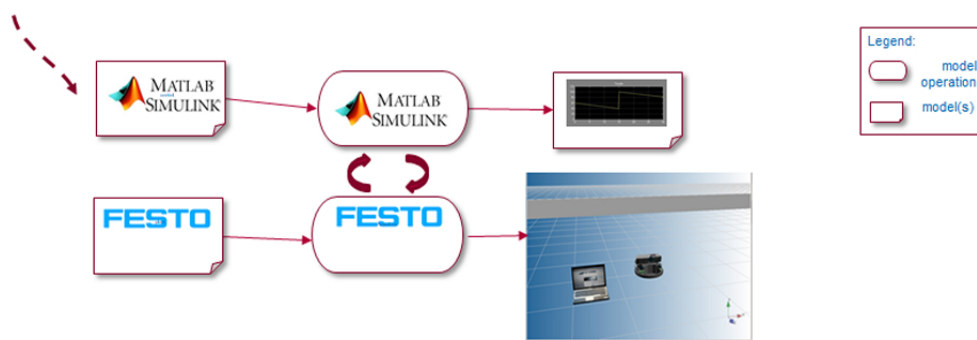 MATLAB
SIMULINK
MATLAB
SIMULINK
FESTO
FESTO
Legend:
model
operation
model(s)